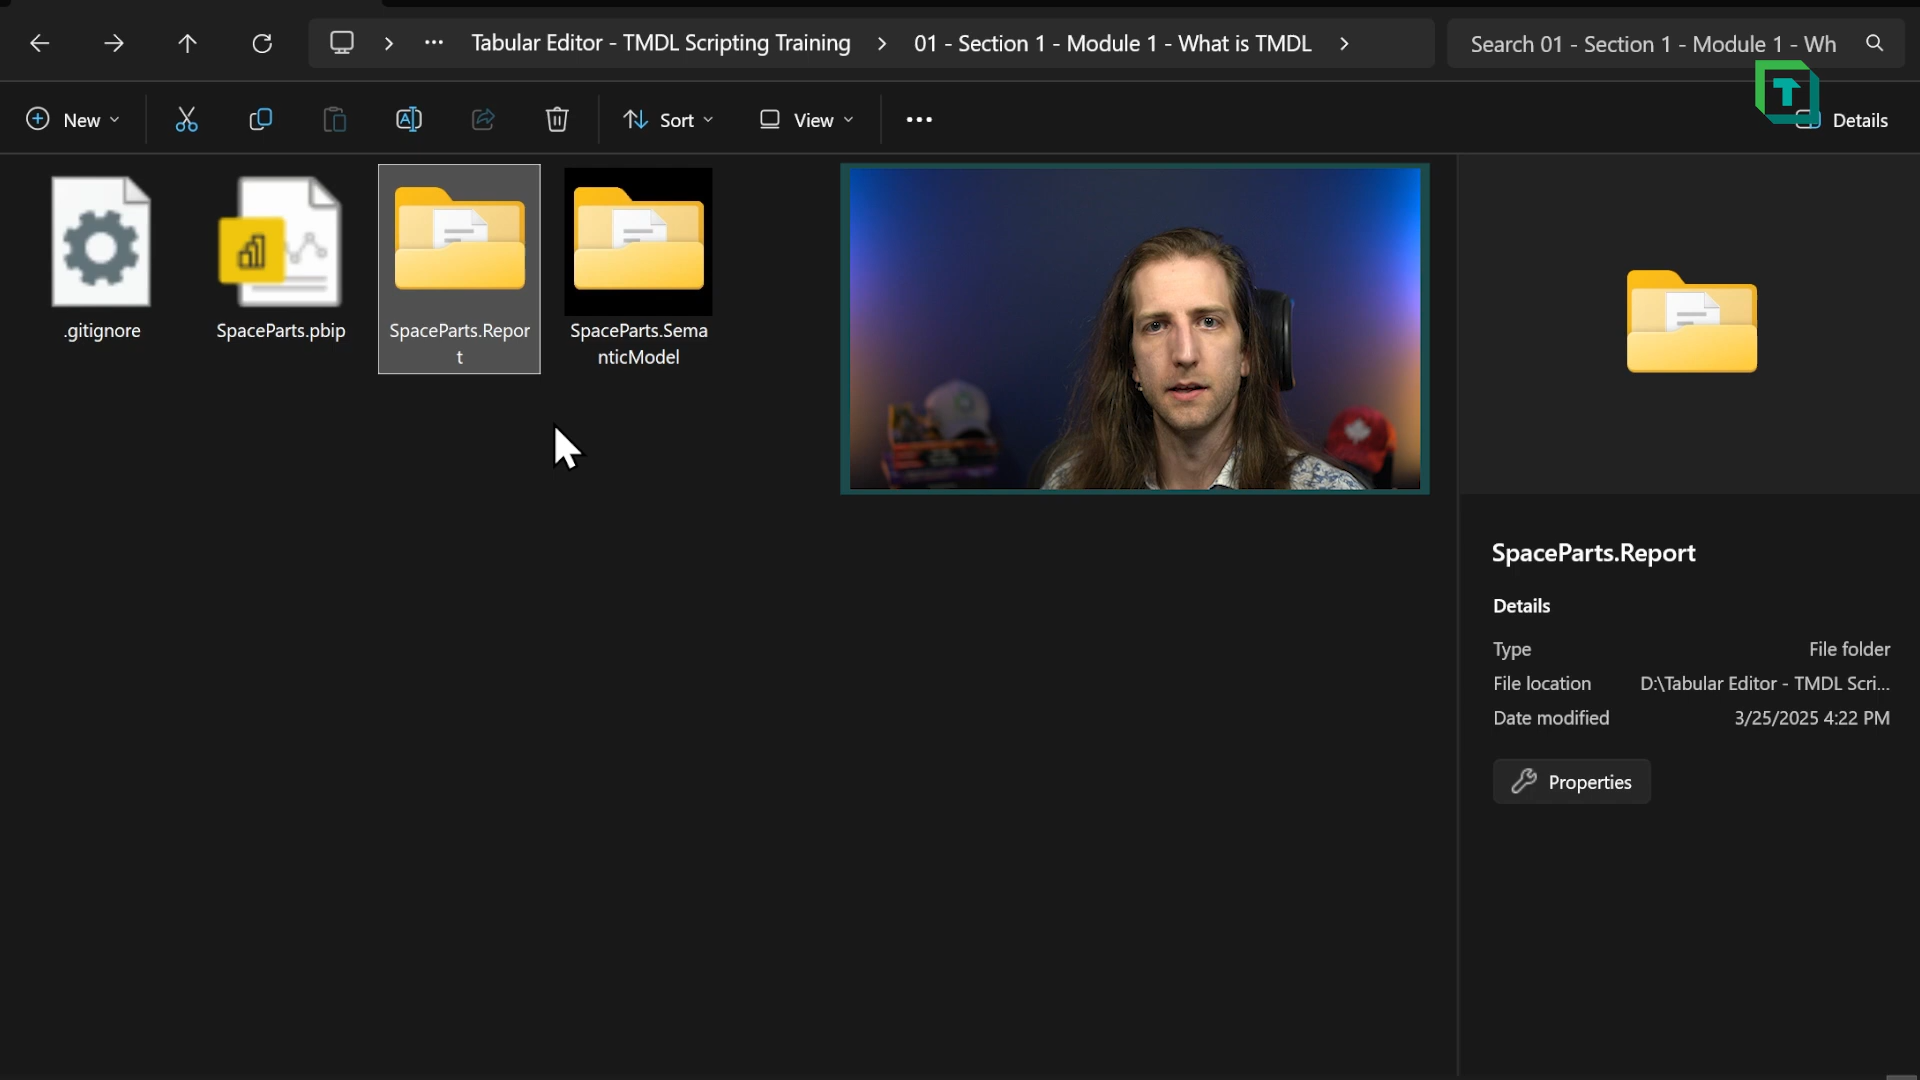 Tabular Editor - TMDL Scripting Training > 01 - Section 1 - Module 1 - What is TMDL >
Search 01 - Section 1 - Module 1 - Wh
New
Sort
View
Details
.gitignore
SpaceParts.pbip
SpaceParts.Repor
t
SpaceParts.Sema
nticModel
SpaceParts.Report
Details
Type File folder
File location D:\Tabular Editor - TMDL Scri...
Date modified 3/25/2025 4:22 PM
Properties